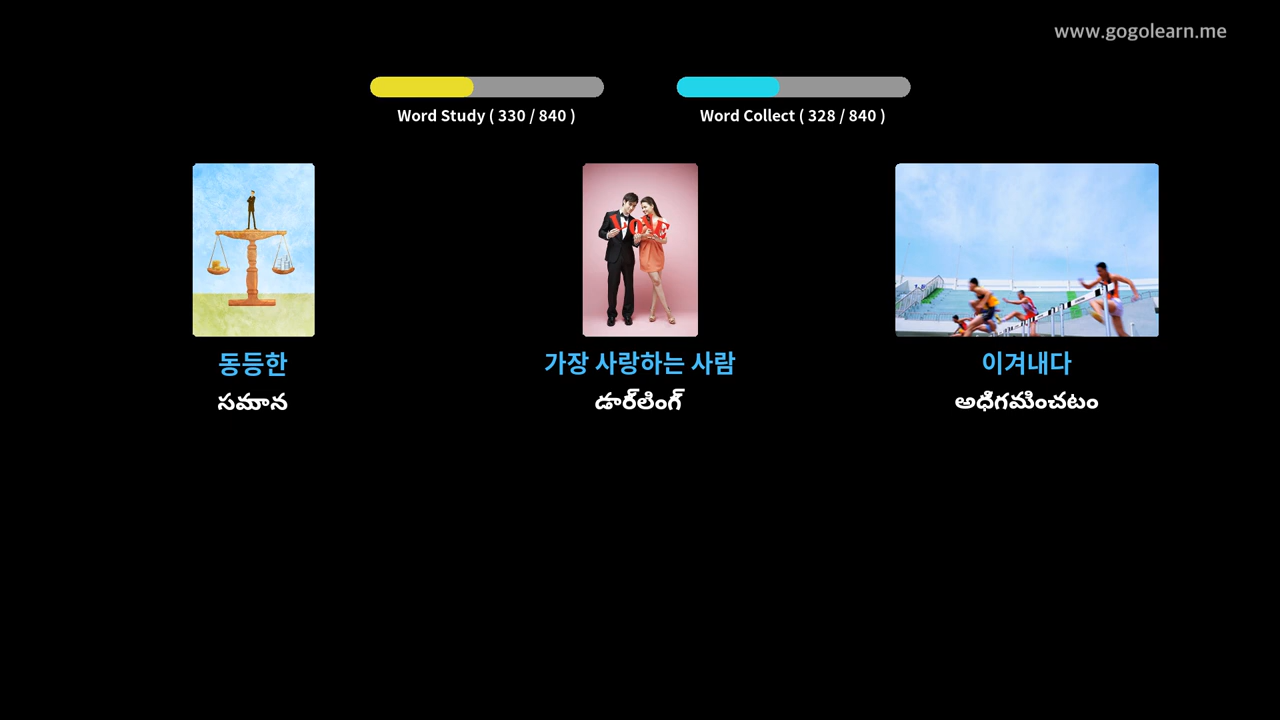 www.gogolearn.me
Word Study ( 330 / 840 )
Word Collect ( 328 / 840 )
LOVE
동등한
가장 사랑하는 사람
이겨내다
సమాన
డార్‌లింగ్
అధిగమించటం